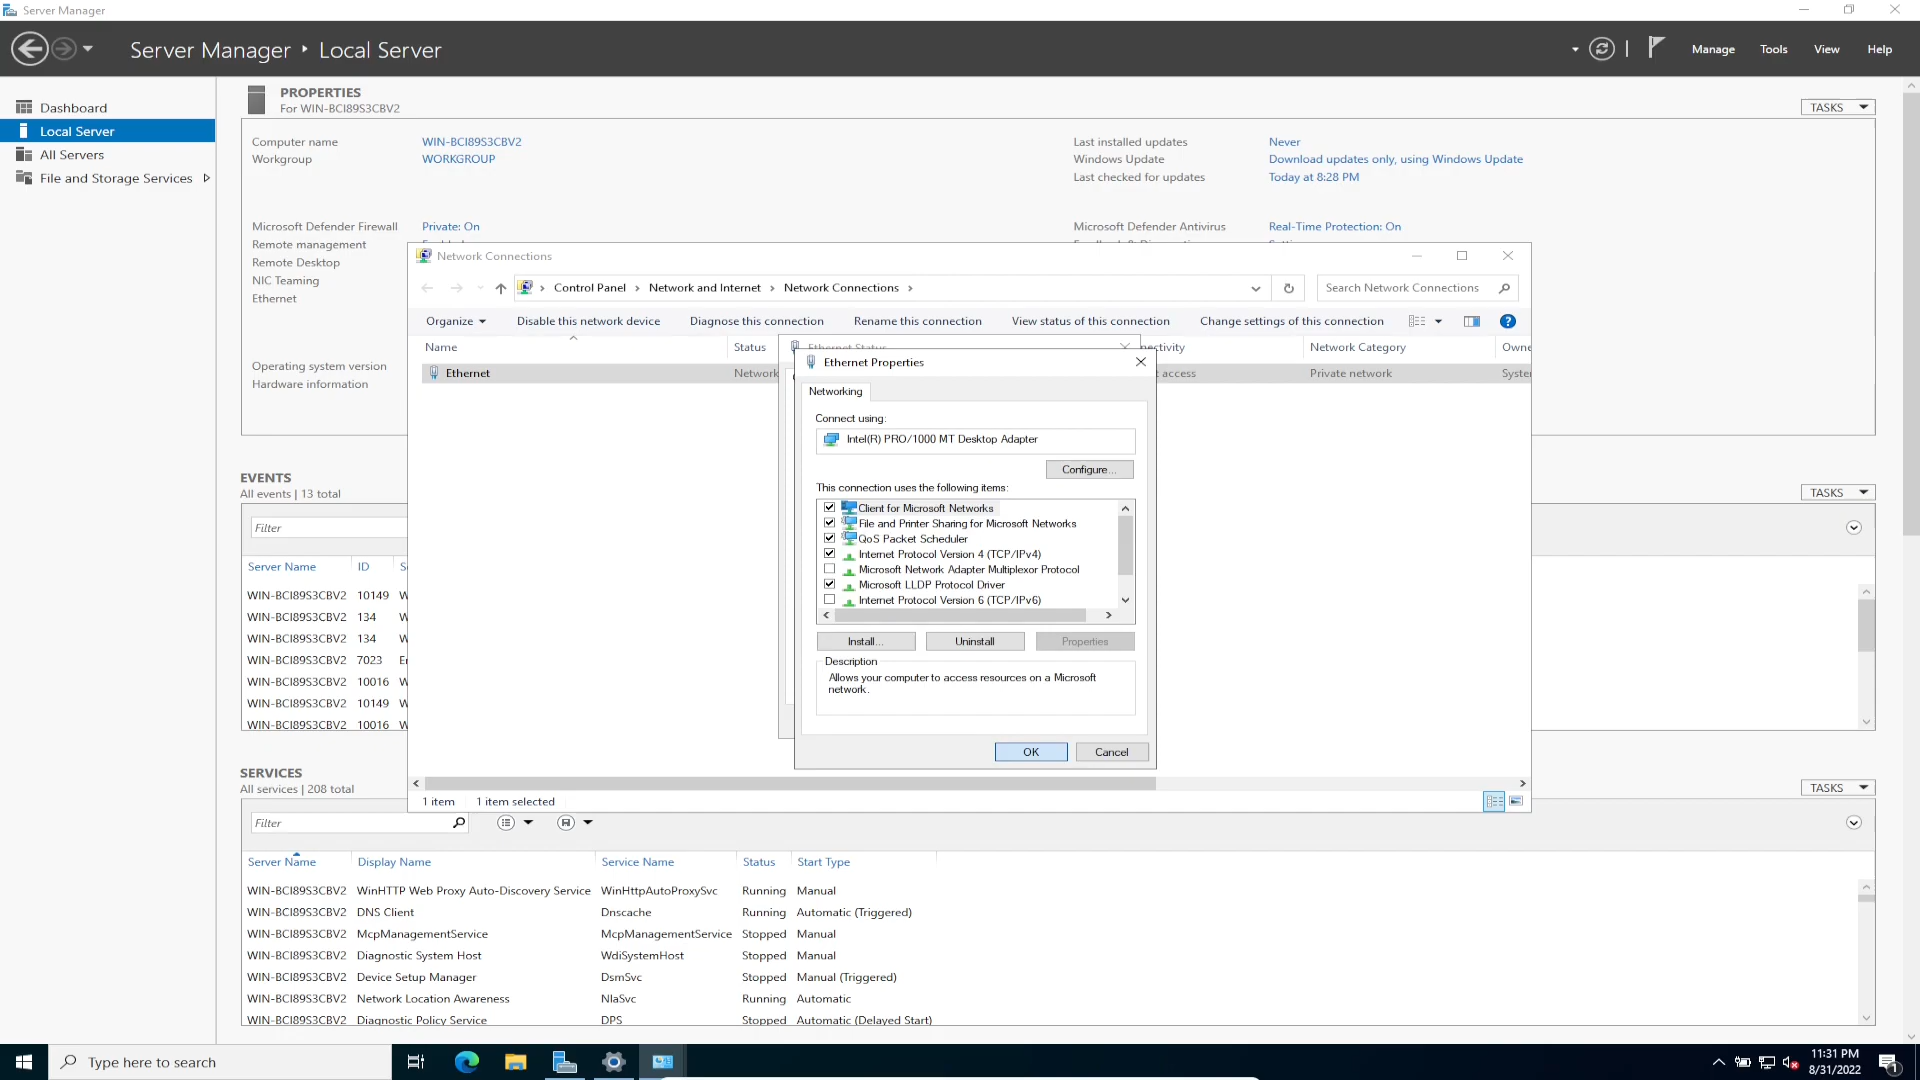 Server Manager
Server Manager ‣ Local Server
Manage Tools View Help
Dashboard
Local Server
All Servers
File and Storage Services
PROPERTIES
For WIN-BCI89S3CBV2
TASKS
Computer name WIN-BCI89S3CBV2
Workgroup WORKGROUP
Last installed updates Never
Windows Update Download updates only, using Windows Update
Last checked for updates Today at 8:28 PM
Microsoft Defender Firewall Private: On
Remote management
Remote Desktop
NIC Teaming
Ethernet
Microsoft Defender Antivirus Real-Time Protection: On
Operating system version
Hardware information
Network Connections
Control Panel › Network and Internet › Network Connections ›
Search Network Connections
Organize Disable this network device Diagnose this connection Rename this connection View status of this connection Change settings of this connection
Name Status Network Category
Ethernet Network Private network
Ethernet Status
Ethernet Properties
Networking
Connect using:
Intel(R) PRO/1000 MT Desktop Adapter
Configure...
This connection uses the following items:
Client for Microsoft Networks
File and Printer Sharing for Microsoft Networks
QoS Packet Scheduler
Internet Protocol Version 4 (TCP/IPv4)
Microsoft Network Adapter Multiplexor Protocol
Microsoft LLDP Protocol Driver
Internet Protocol Version 6 (TCP/IPv6)
Install... Uninstall Properties
Description
Allows your computer to access resources on a Microsoft
network.
OK Cancel
1 item 1 item selected
EVENTS
All events | 13 total
TASKS
Filter
Server Name ID
WIN-BCI89S3CBV2 10149 W
WIN-BCI89S3CBV2 134 W
WIN-BCI89S3CBV2 134 W
WIN-BCI89S3CBV2 7023 Er
WIN-BCI89S3CBV2 10016 W
WIN-BCI89S3CBV2 10149 W
WIN-BCI89S3CBV2 10016 W
SERVICES
All services | 208 total
TASKS
Filter
Server Name Display Name Service Name Status Start Type
WIN-BCI89S3CBV2 WinHTTP Web Proxy Auto-Discovery Service WinHttpAutoProxySvc Running Manual
WIN-BCI89S3CBV2 DNS Client Dnscache Running Automatic (Triggered)
WIN-BCI89S3CBV2 McpManagementService McpManagementService Stopped Manual
WIN-BCI89S3CBV2 Diagnostic System Host WdiSystemHost Stopped Manual
WIN-BCI89S3CBV2 Device Setup Manager DsmSvc Stopped Manual (Triggered)
WIN-BCI89S3CBV2 Network Location Awareness NlaSvc Running Automatic
WIN-BCI89S3CBV2 Diagnostic Policy Service DPS Stopped Automatic (Delayed Start)
Type here to search
11:31 PM
8/31/2022
1